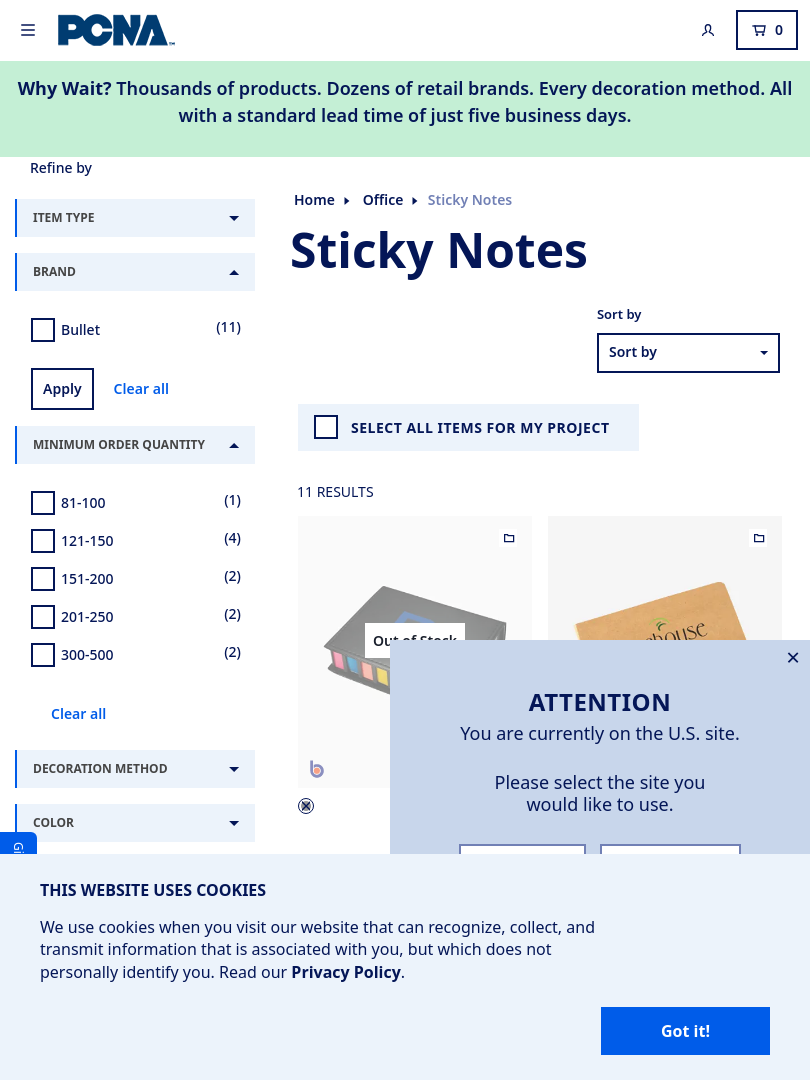 PCNA
0
Why Wait? Thousands of products. Dozens of retail brands. Every decoration method. All
with a standard lead time of just five business days.
Refine by
ITEM TYPE
BRAND
Bullet (11)
Apply Clear all
MINIMUM ORDER QUANTITY
81-100 (1)
121-150 (4)
151-200 (2)
201-250 (2)
300-500 (2)
Clear all
DECORATION METHOD
COLOR
Home Office Sticky Notes
Sticky Notes
Sort by
Sort by
SELECT ALL ITEMS FOR MY PROJECT
11 RESULTS
Out of Stock
b
ATTENTION
You are currently on the U.S. site.
Please select the site you
would like to use.
THIS WEBSITE USES COOKIES
We use cookies when you visit our website that can recognize, collect, and
transmit information that is associated with you, but which does not
personally identify you. Read our Privacy Policy.
Got it!